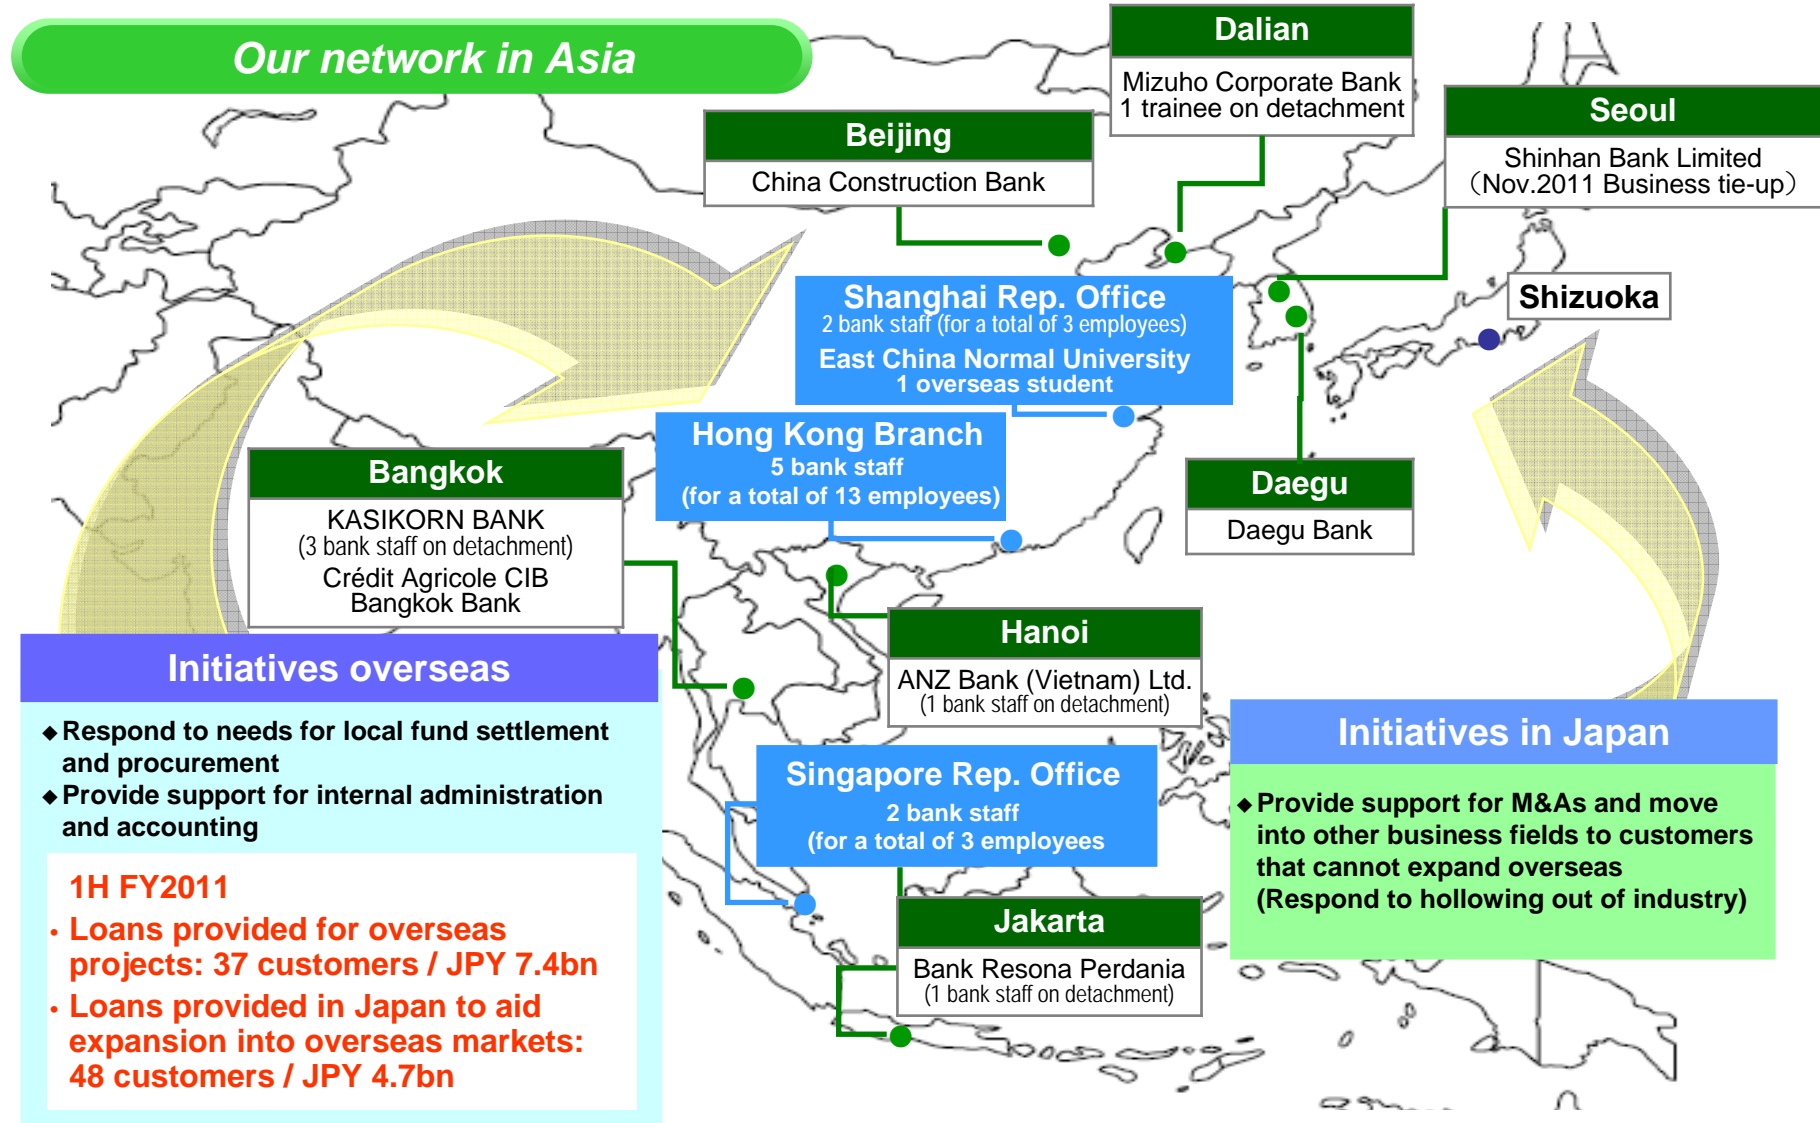 Our network in Asia
Dalian
Mizuho Corporate Bank
1 trainee on detachment
Beijing
China Construction Bank
Seoul
Shinhan Bank Limited
（Nov.2011 Business tie-up）
Shizuoka
Shanghai Rep. Office
2 bank staff (for a total of 3 employees)
East China Normal University
1 overseas student
Hong Kong Branch
5 bank staff
(for a total of 13 employees)
Bangkok
KASIKORN BANK
(3 bank staff on detachment)
Crédit Agricole CIB
Bangkok Bank
Daegu
Daegu Bank
Hanoi
ANZ Bank (Vietnam) Ltd.
(1 bank staff on detachment)
Singapore Rep. Office
2 bank staff
(for a total of 3 employees
Jakarta
Bank Resona Perdania
(1 bank staff on detachment)
Initiatives overseas
◆Respond to needs for local fund settlement
and procurement
◆Provide support for internal administration
and accounting
1H FY2011
• Loans provided for overseas
projects: 37 customers / JPY 7.4bn
• Loans provided in Japan to aid
expansion into overseas markets:
48 customers / JPY 4.7bn
Initiatives in Japan
◆Provide support for M&As and move
into other business fields to customers
that cannot expand overseas
(Respond to hollowing out of industry)